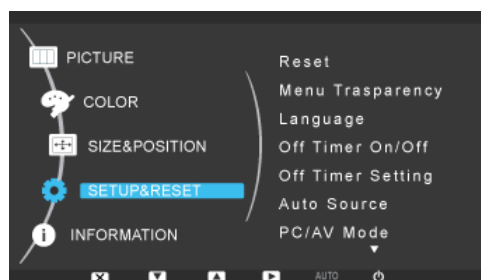 PICTURE
COLOR
SIZE&POSITION
SETUP&RESET
INFORMATION
Reset
Menu Trasparency
Language
Off Timer On/Off
Off Timer Setting
Auto Source
PC/AV Mode
AUTO